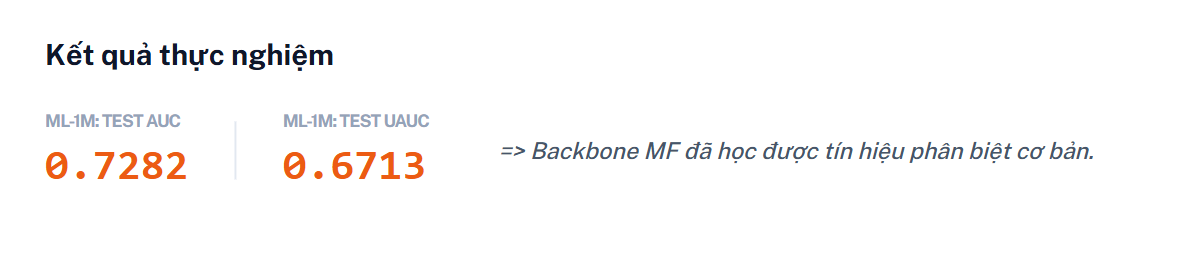 Kết quả thực nghiệm
ML-1M: TEST AUC
0.7282
ML-1M: TEST UAUC
0.6713
=> Backbone MF đã học được tín hiệu phân biệt cơ bản.